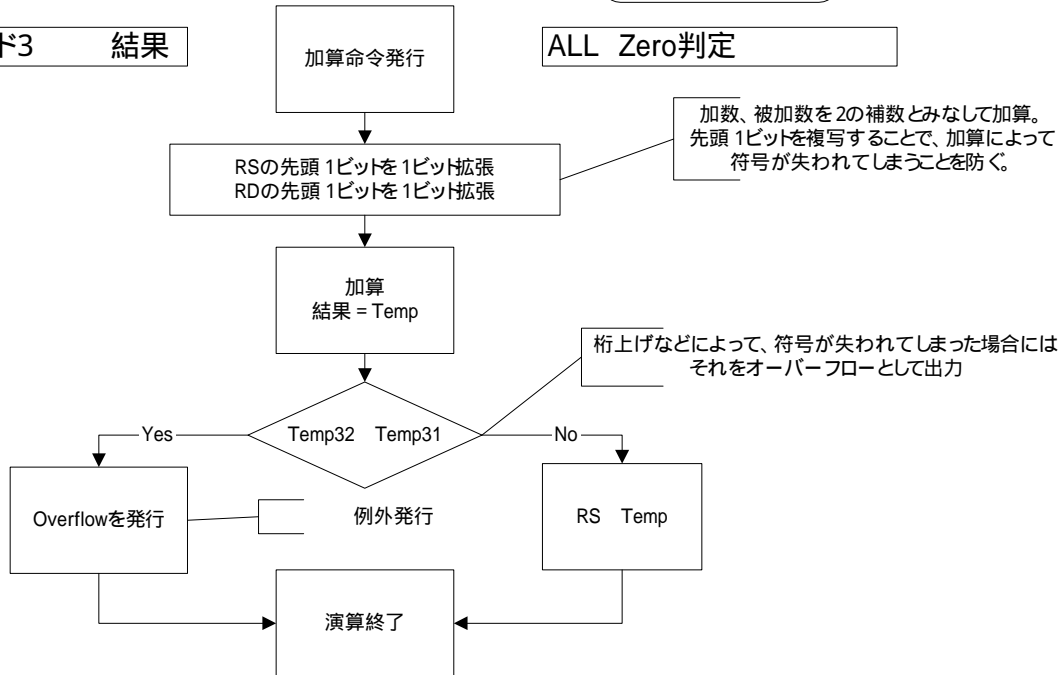 ド3 結果
加算命令発行
ALL Zero判定
加数、被加数を2の補数とみなして加算。
先頭1ビットを複写することで、加算によって
符号が失われてしまうことを防ぐ。
RSの先頭1ビットを1ビット拡張
RDの先頭1ビットを1ビット拡張
加算
結果 = Temp
桁上げなどによって、符号が失われてしまった場合には
それをオーバーフローとして出力
Temp32 Temp31
Yes
No
Overflowを発行
例外発行
RS Temp
演算終了